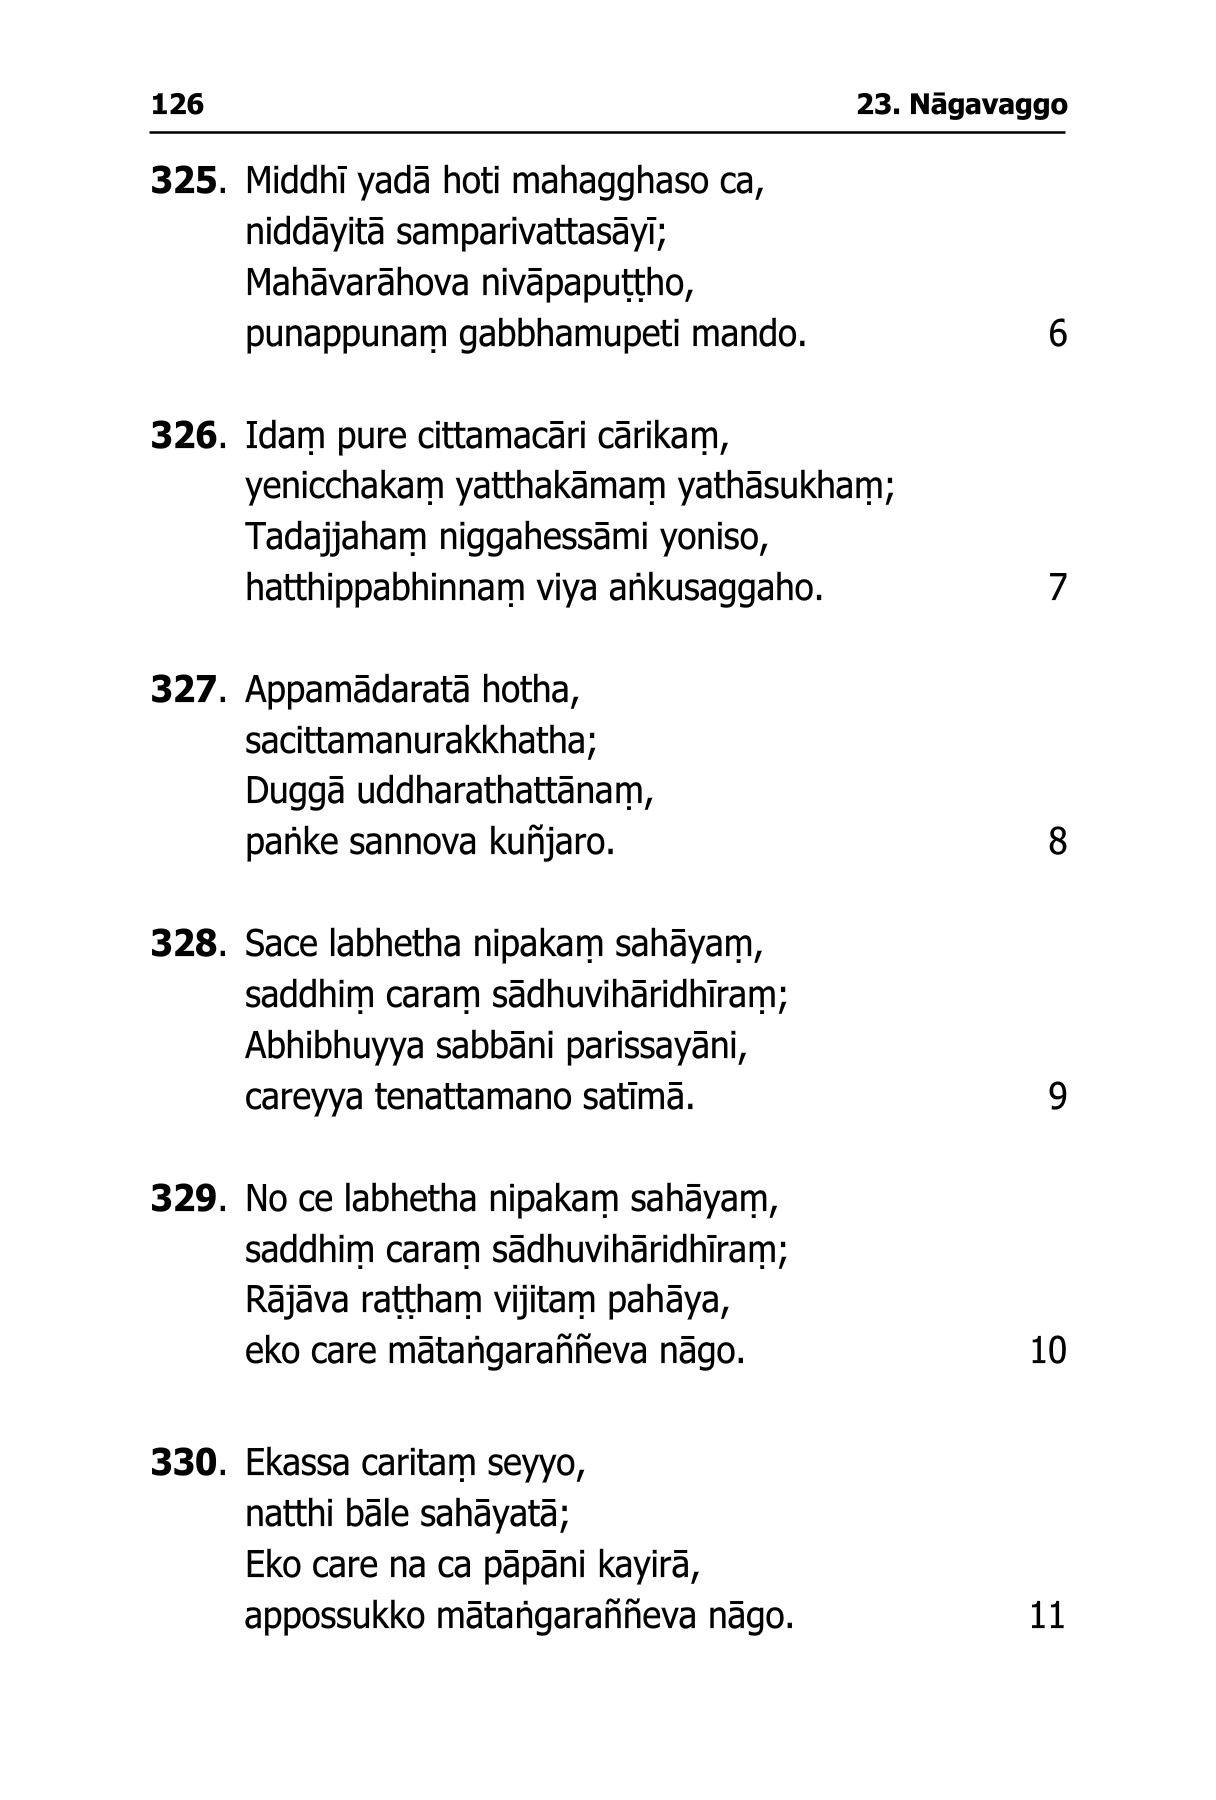 126 23. Nāgavaggo
325. Middhī yadā hoti mahagghaso ca,
niddāyitā samparivattasāyī;
Mahāvarāhova nivāpapuṭṭho,
punappunaṃ gabbhamupeti mando. 6
326. Idaṃ pure cittamacāri cārikaṃ,
yenicchakaṃ yatthakāmaṃ yathāsukhaṃ;
Tadajjahaṃ niggahessāmi yoniso,
hatthippabhinnaṃ viya aṅkusaggaho. 7
327. Appamādaratā hotha,
sacittamanurakkhatha;
Duggā uddharathattānaṃ,
paṅke sannova kuñjaro. 8
328. Sace labhetha nipakaṃ sahāyaṃ,
saddhiṃ caraṃ sādhuvihāridhīraṃ;
Abhibhuyya sabbāni parissayāni,
careyya tenattamano satīmā. 9
329. No ce labhetha nipakaṃ sahāyaṃ,
saddhiṃ caraṃ sādhuvihāridhīraṃ;
Rājāva raṭṭhaṃ vijitaṃ pahāya,
eko care mātaṅgaraññeva nāgo. 10
330. Ekassa caritaṃ seyyo,
natthi bāle sahāyatā;
Eko care na ca pāpāni kayirā,
appossukko mātaṅgaraññeva nāgo. 11